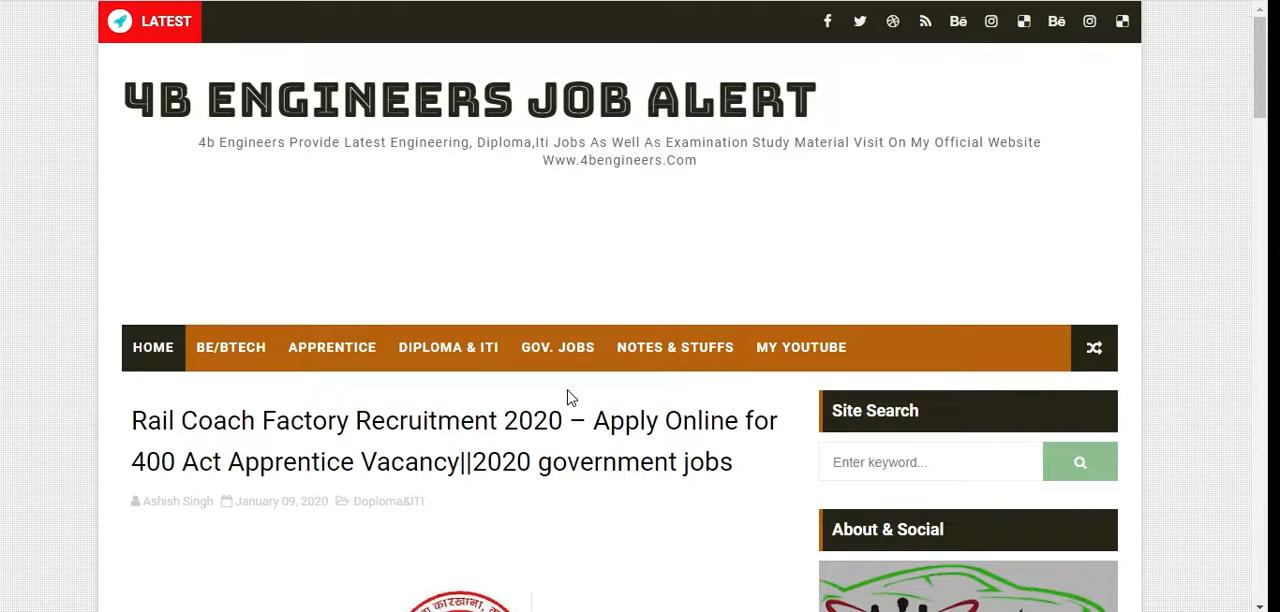 LATEST
4B ENGINEERS JOB ALERT
4b Engineers Provide Latest Engineering, Diploma,Iti Jobs As Well As Examination Study Material Visit On My Official Website
Www.4bengineers.Com
HOME BE/BTECH APPRENTICE DIPLOMA & ITI GOV. JOBS NOTES & STUFFS MY YOUTUBE
Rail Coach Factory Recruitment 2020 – Apply Online for
400 Act Apprentice Vacancy||2020 government jobs
Ashish Singh January 09, 2020 Doploma&ITI
Site Search
Enter keyword...
About & Social
कारखाना,